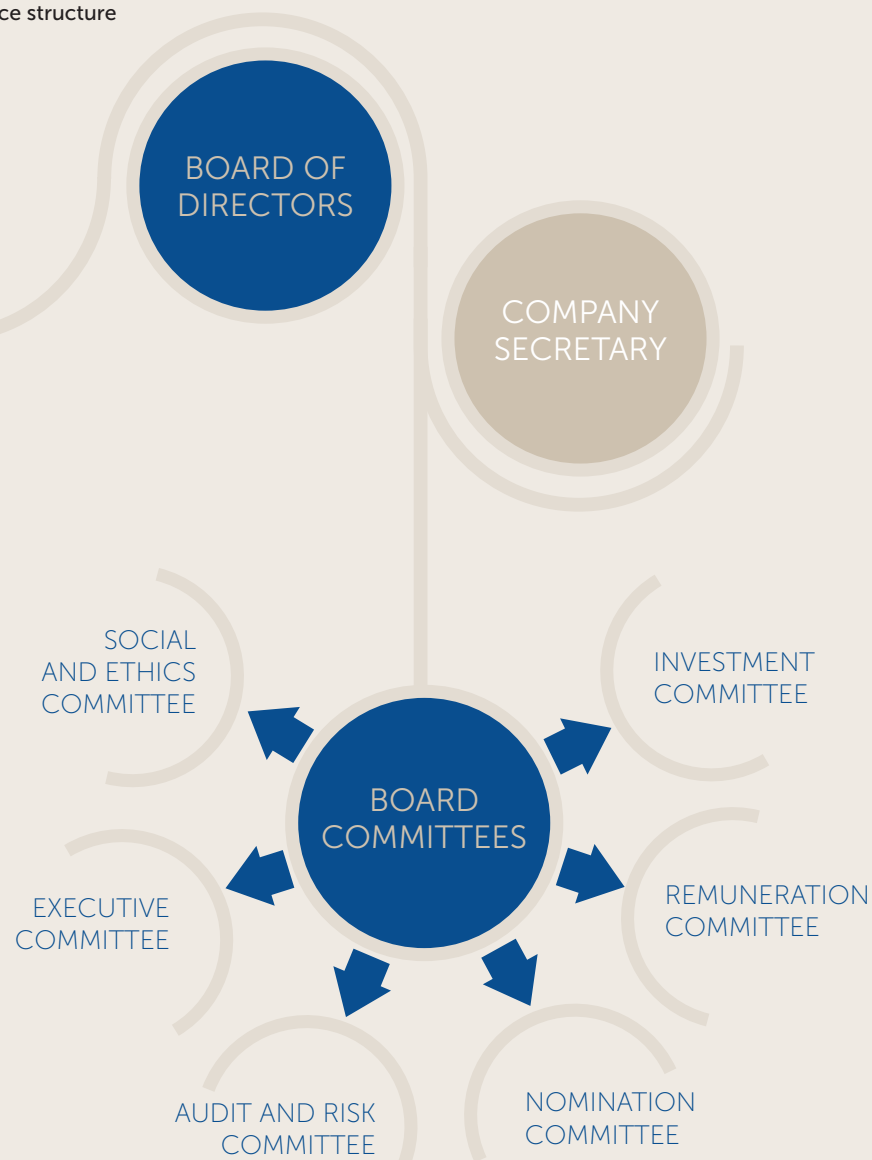 ce structure
BOARD OF
DIRECTORS
COMPANY
SECRETARY
SOCIAL
AND ETHICS
COMMITTEE
INVESTMENT
COMMITTEE
BOARD
COMMITTEES
EXECUTIVE
COMMITTEE
REMUNERATION
COMMITTEE
AUDIT AND RISK
COMMITTEE
NOMINATION
COMMITTEE